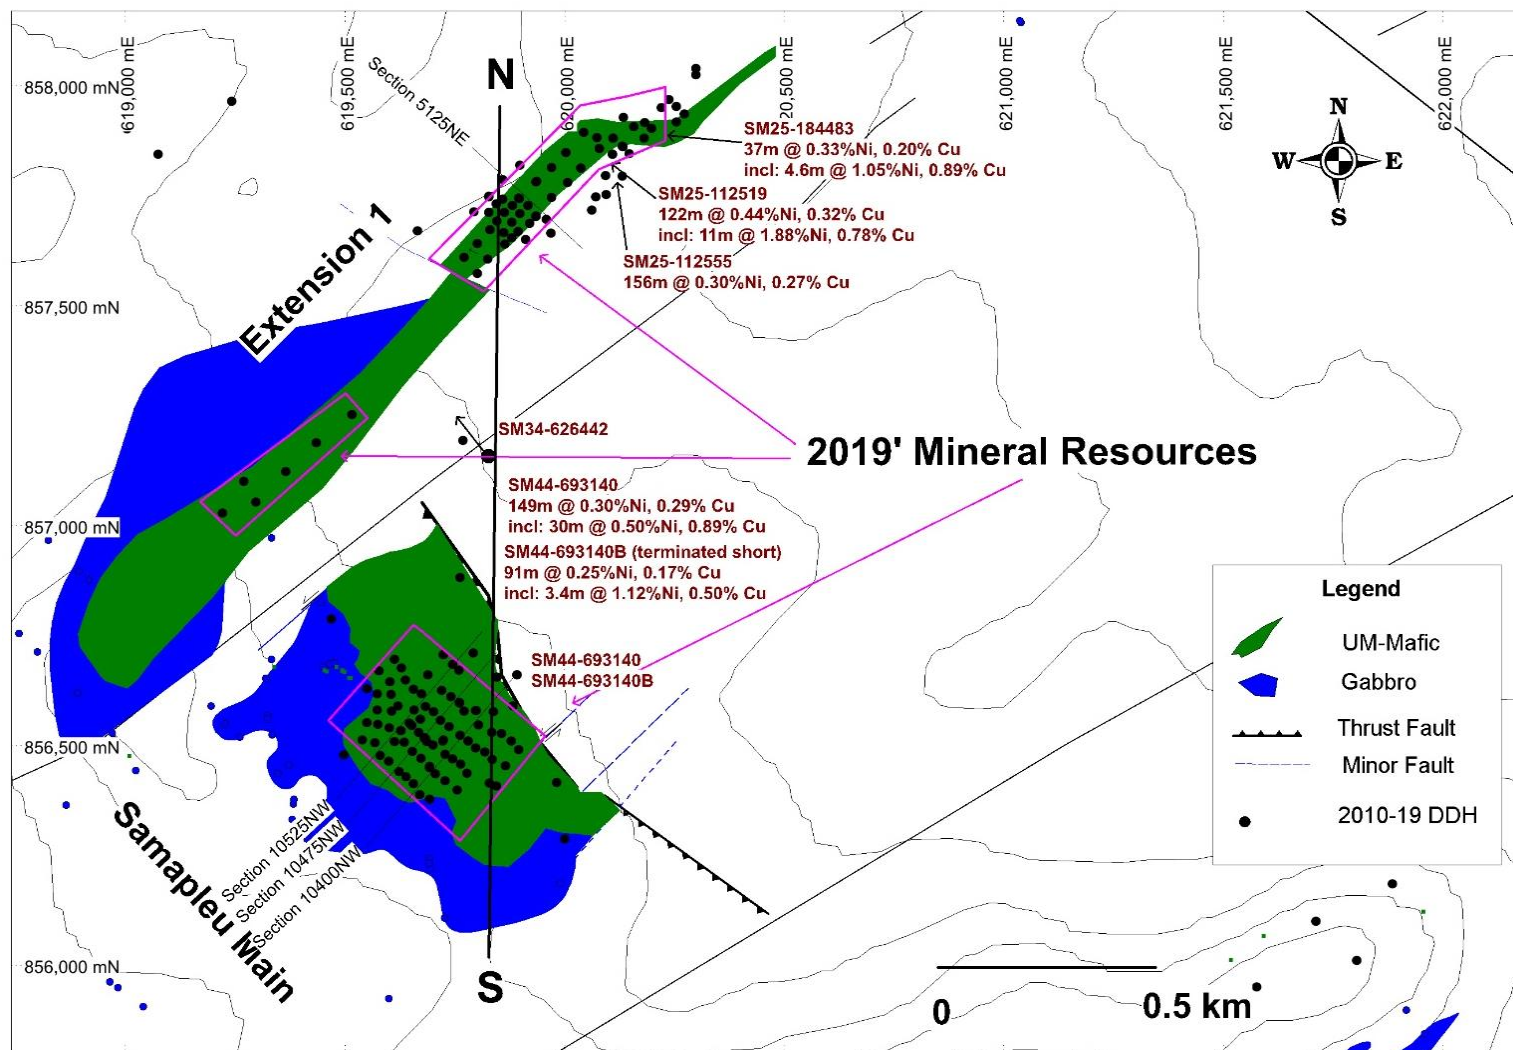 619,000 mE
619,500 mE
620,000 mE
20,500 mE
621,000 mE
621,500 mE
622,000 mE
858,000 mN
857,500 mN
857,000 mN
856,500 mN
856,000 mN
Section 5125NE
N
SM25-184483
37m @ 0.33%Ni, 0.20% Cu
incl: 4.6m @ 1.05%Ni, 0.89% Cu
SM25-112519
122m @ 0.44%Ni, 0.32% Cu
incl: 11m @ 1.88%Ni, 0.78% Cu
SM25-112555
156m @ 0.30%Ni, 0.27% Cu
N
W
E
S
Extension 1
SM34-626442
2019' Mineral Resources
SM44-693140
149m @ 0.30%Ni, 0.29% Cu
incl: 30m @ 0.50%Ni, 0.89% Cu
SM44-693140B (terminated short)
91m @ 0.25%Ni, 0.17% Cu
incl: 3.4m @ 1.12%Ni, 0.50% Cu
SM44-693140
SM44-693140B
Legend
UM-Mafic
Gabbro
Thrust Fault
Minor Fault
2010-19 DDH
Section 10525NW
Section 10475NW
Section 10400NW
Samapleu Main
S
0
0.5 km